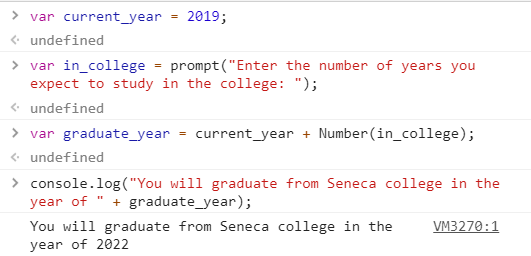 > var current_year = 2019;
< undefined
> var in_college = prompt("Enter the number of years you
expect to study in the college: ");
< undefined
> var graduate_year = current_year + Number(in_college);
< undefined
> console.log("You will graduate from Seneca college in the
year of " + graduate_year);
You will graduate from Seneca college in the VM3270:1
year of 2022